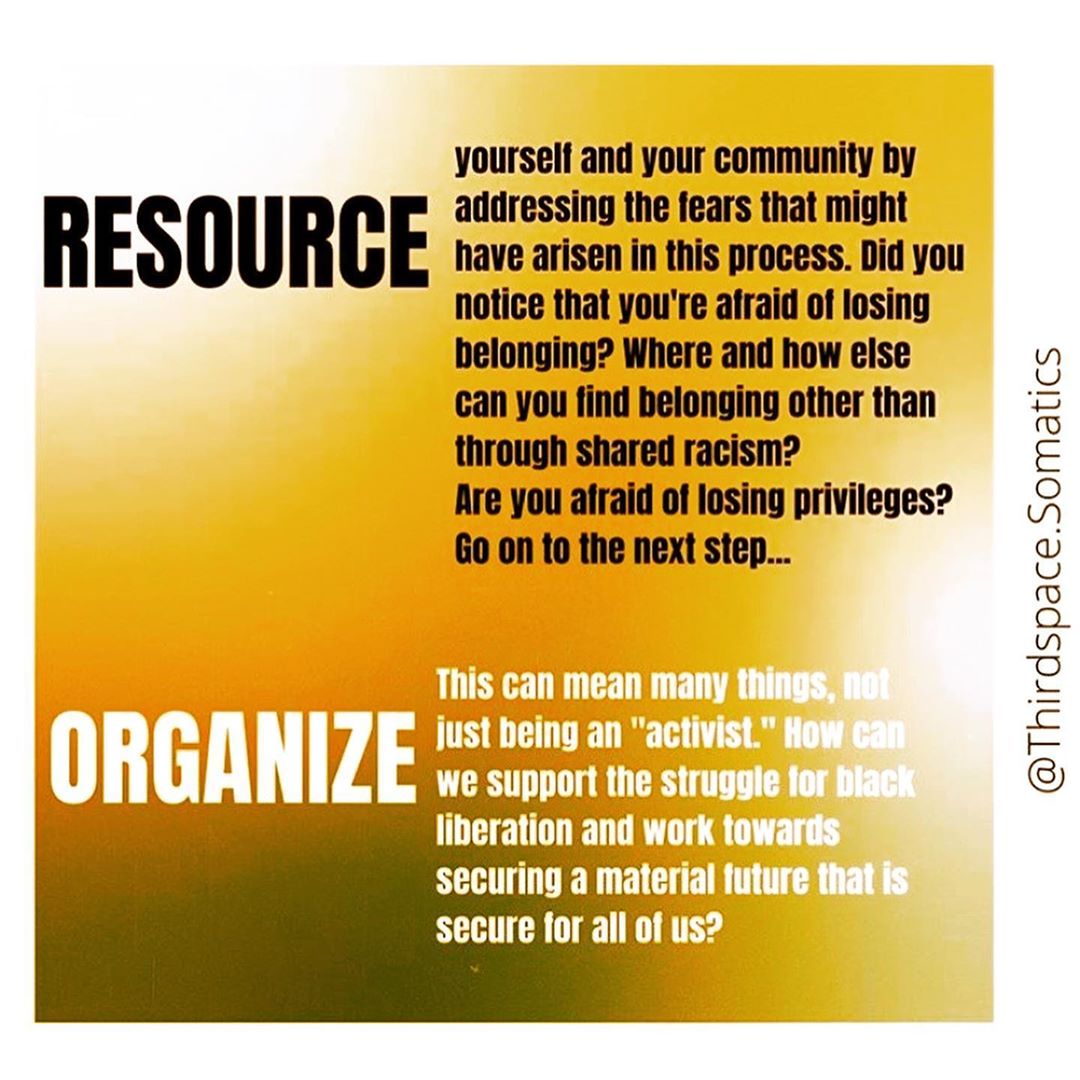 RESOURCE
yourself and your community by
addressing the fears that might
have arisen in this process. Did you
notice that you're afraid of losing
belonging? Where and how else
can you find belonging other than
through shared racism?
Are you afraid of losing privileges?
Go on to the next step...
ORGANIZE
This can mean many things, not
just being an "activist." How can
we support the struggle for black
liberation and work towards
securing a material future that is
secure for all of us?
@Thirdspace.Somatics